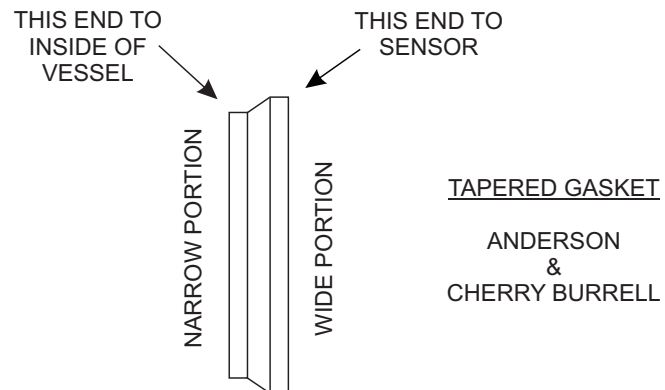 THIS END TO
INSIDE OF
VESSEL
THIS END TO
SENSOR
NARROW PORTION
WIDE PORTION
TAPERED GASKET
ANDERSON
&
CHERRY BURRELL